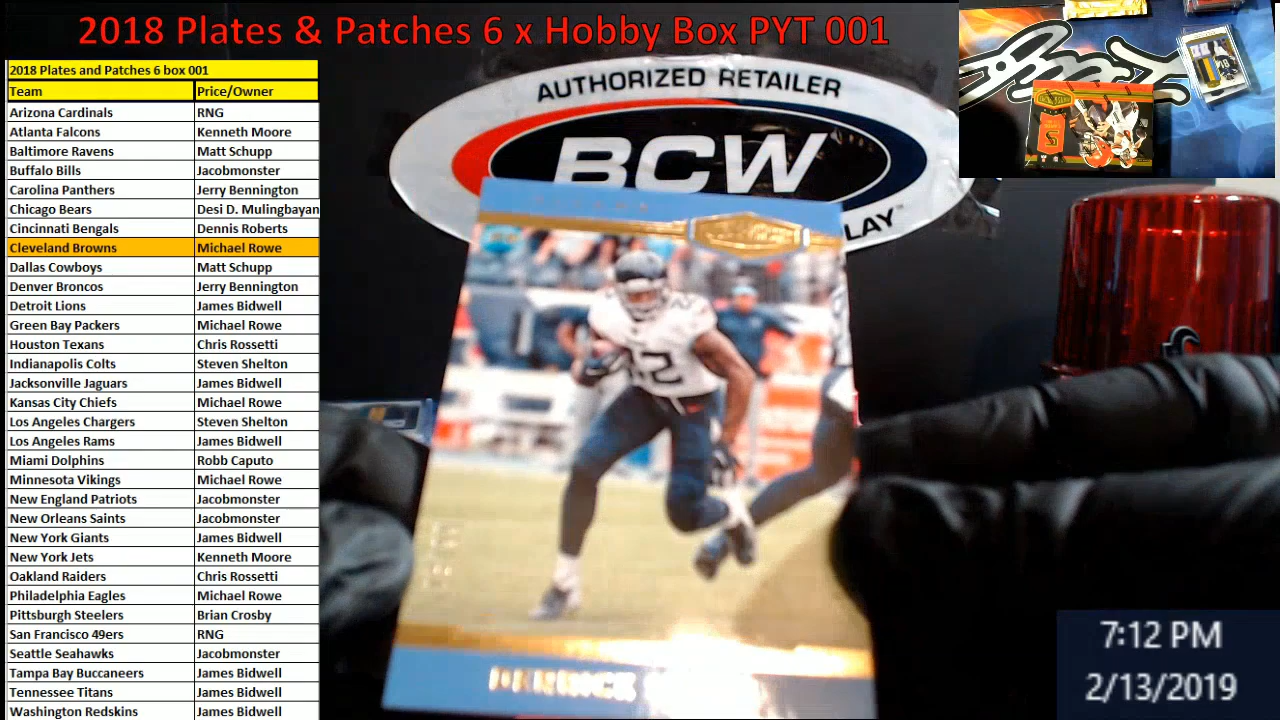 2018 Plates & Patches 6 x Hobby Box PYT 001
2018 Plates and Patches 6 box 001
Team Price/Owner
Arizona Cardinals RNG
Atlanta Falcons Kenneth Moore
Baltimore Ravens Matt Schupp
Buffalo Bills Jacobmonster
Carolina Panthers Jerry Bennington
Chicago Bears Desi D. Mulingbayan
Cincinnati Bengals Dennis Roberts
Cleveland Browns Michael Rowe
Dallas Cowboys Matt Schupp
Denver Broncos Jerry Bennington
Detroit Lions James Bidwell
Green Bay Packers Michael Rowe
Houston Texans Chris Rossetti
Indianapolis Colts Steven Shelton
Jacksonville Jaguars James Bidwell
Kansas City Chiefs Michael Rowe
Los Angeles Chargers Steven Shelton
Los Angeles Rams James Bidwell
Miami Dolphins Robb Caputo
Minnesota Vikings Michael Rowe
New England Patriots Jacobmonster
New Orleans Saints Jacobmonster
New York Giants James Bidwell
New York Jets Kenneth Moore
Oakland Raiders Chris Rossetti
Philadelphia Eagles Michael Rowe
Pittsburgh Steelers Brian Crosby
San Francisco 49ers RNG
Seattle Seahawks Jacobmonster
Tampa Bay Buccaneers James Bidwell
Tennessee Titans James Bidwell
Washington Redskins James Bidwell
AUTHORIZED RETAILER
BCW
LAY™
22
DERRICK
7:12 PM
2/13/2019